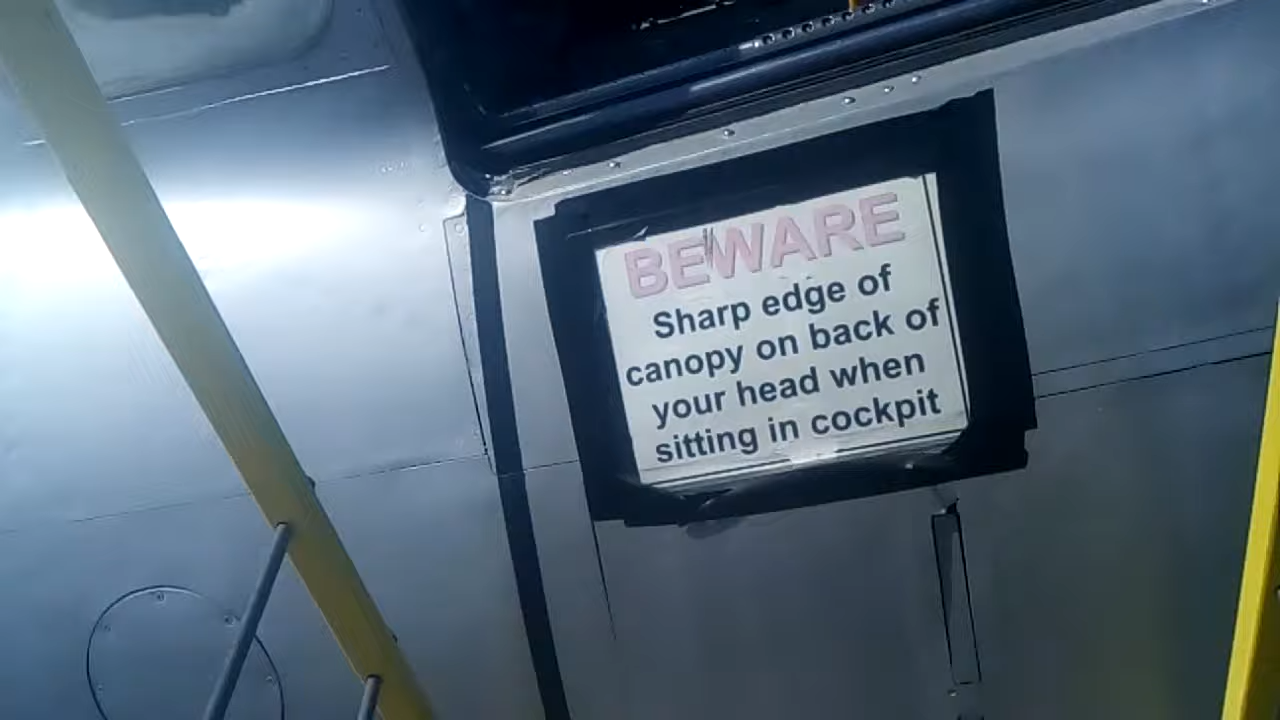 BEWARE
Sharp edge of
canopy on back of
your head when
sitting in cockpit